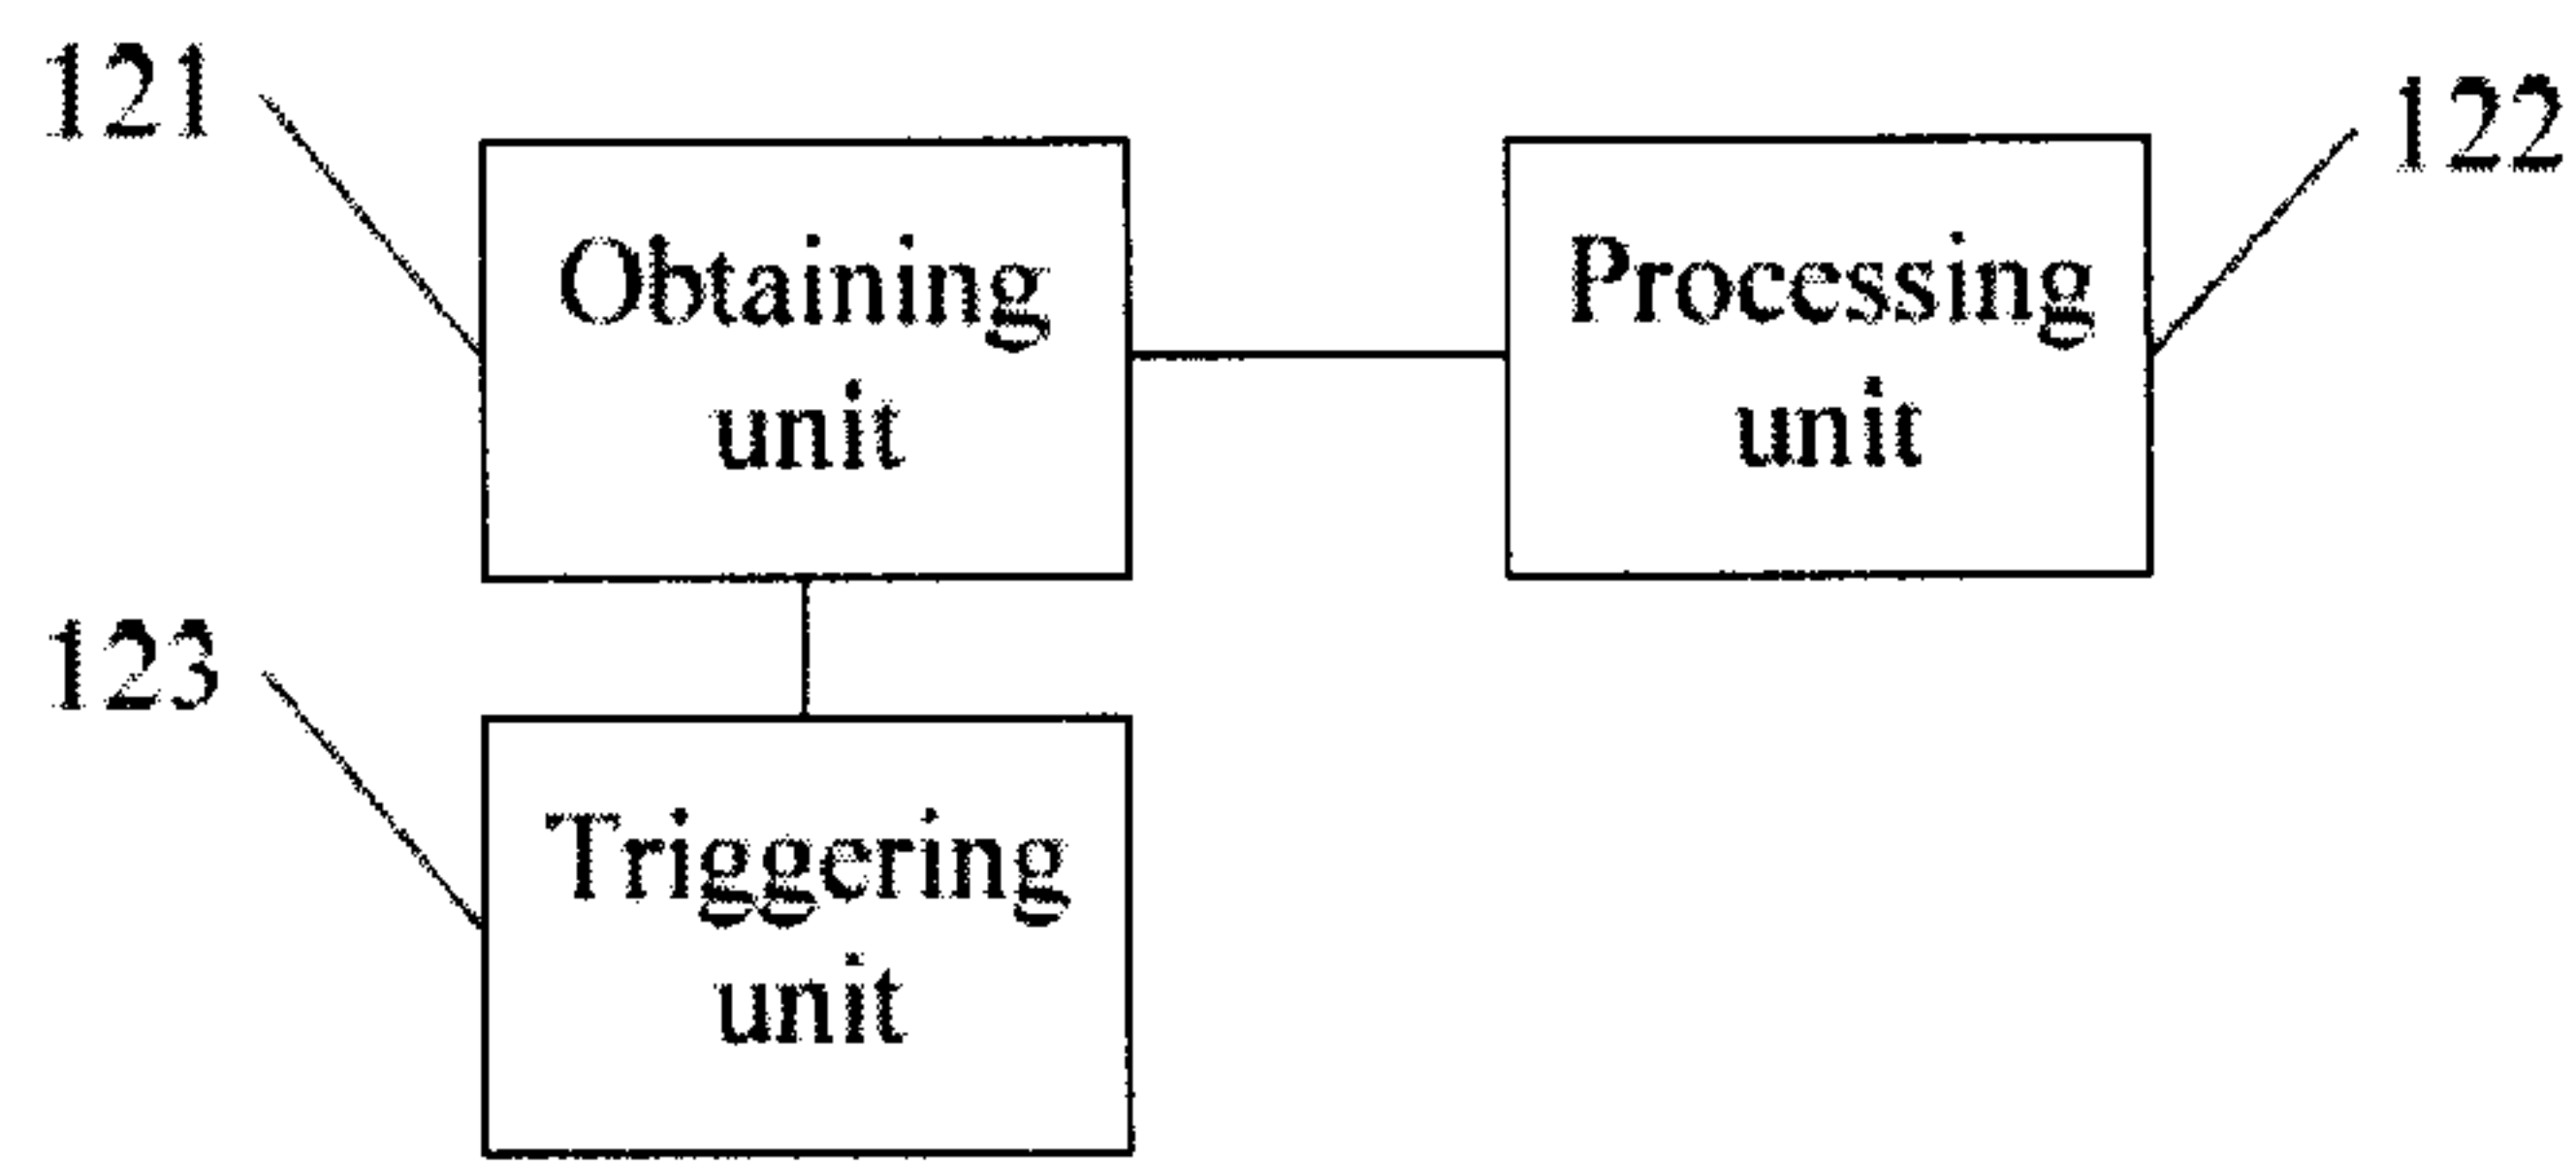 121
122
Obtaining
unit
Processing
unit
123
Triggering
unit